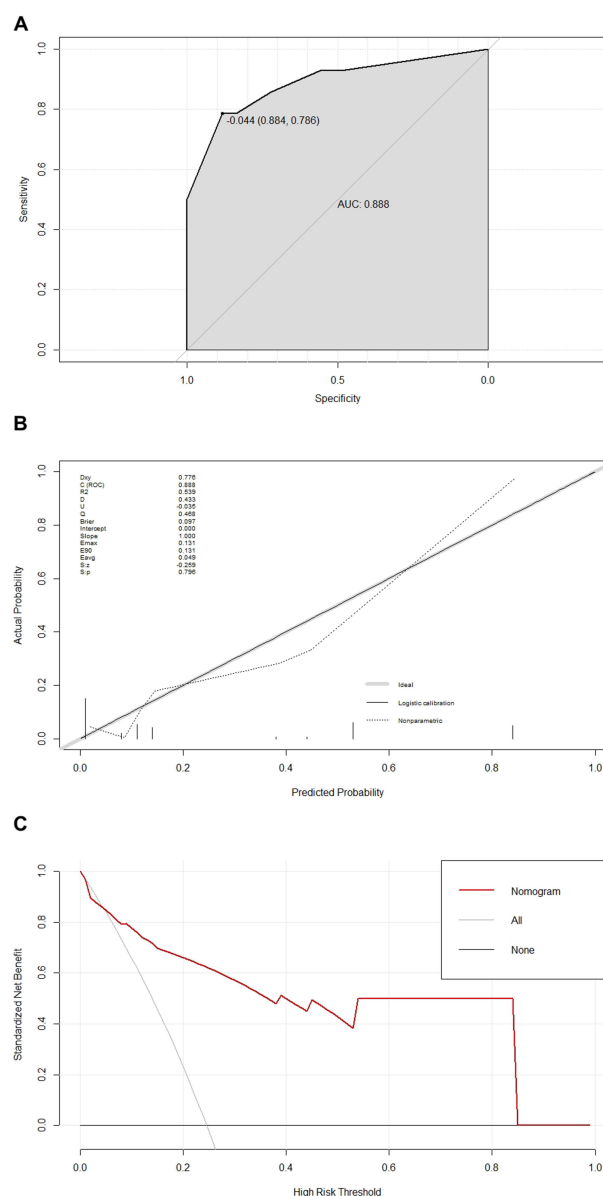 A
1.0
0.8
0.6
0.4
0.2
0.0
Sensitivity
-0.044 (0.884, 0.786)
AUC: 0.888
1.0 0.5 0.0
Specificity
B
1.0
0.8
0.6
0.4
0.2
0.0
Actual Probability
Dxy 0.776
C (ROC) 0.888
R2 0.539
D 0.433
U -0.035
Q 0.468
Brier 0.097
Intercept 0.000
Slope 1.000
Emax 0.131
E90 0.131
Eavg 0.049
S:z -0.259
S:p 0.796
Ideal
Logistic calibration
Nonparametric
0.0 0.2 0.4 0.6 0.8 1.0
Predicted Probability
C
1.0
0.8
0.6
0.4
0.2
0.0
Standardized Net Benefit
Nomogram
All
None
0.0 0.2 0.4 0.6 0.8 1.0
High Risk Threshold